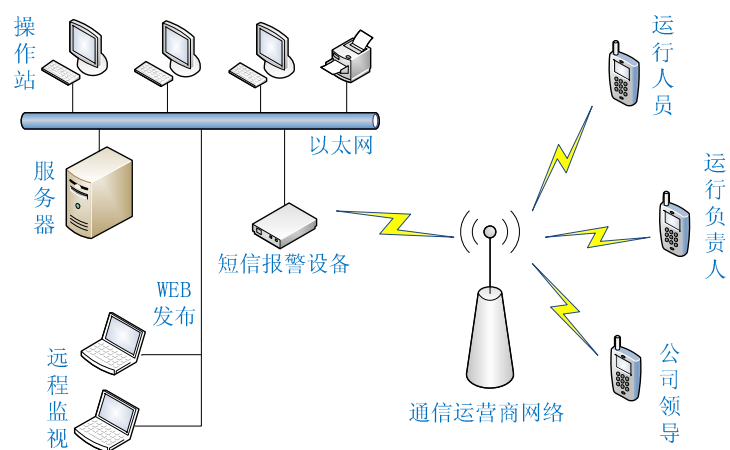 操作站
运行人员
以太网
服务器
运行负责人
短信报警设备
WEB
发布
远程监视
公司领导
通信运营商网络